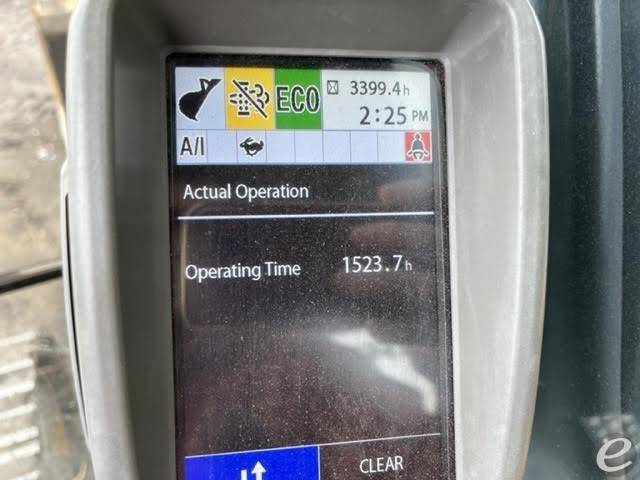 ECO
3399.4h
2:25 PM
A/I
Actual Operation
Operating Time 1523.7h
CLEAR
e